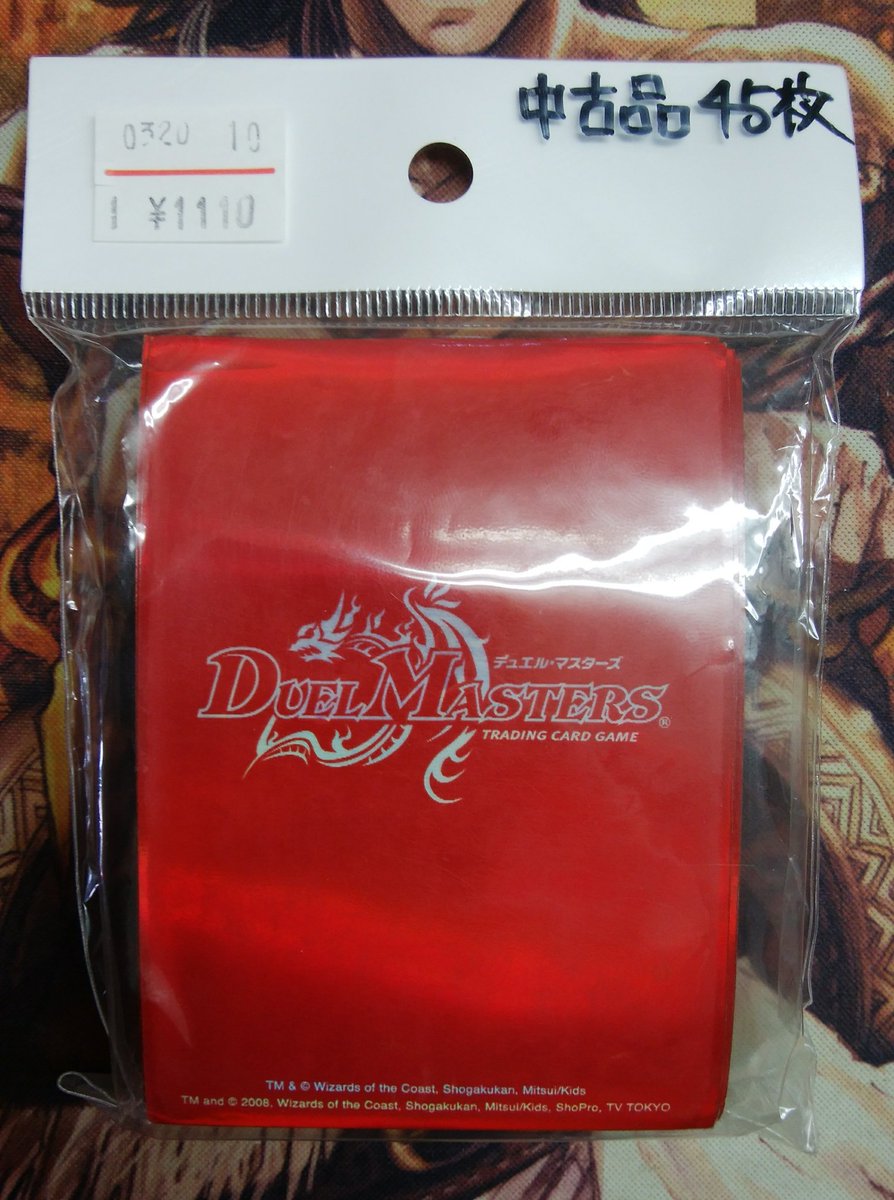 中古品 45枚
0320 10
1 ¥1110
デュエル・マスターズ
DUEL MASTERS®
TRADING CARD GAME
TM & © Wizards of the Coast, Shogakukan, Mitsui/Kids
TM and © 2008, Wizards of the Coast, Shogakukan, Mitsui/Kids, ShoPro, TV TOKYO